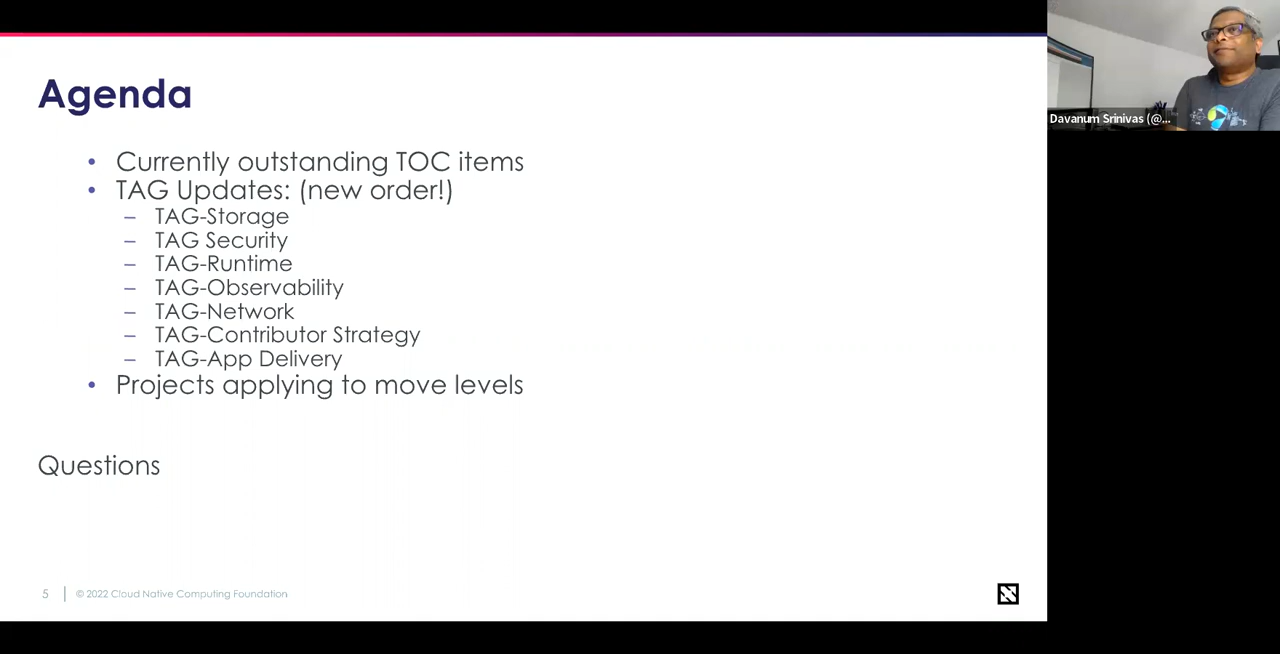 Agenda
• Currently outstanding TOC items
• TAG Updates: (new order!)
– TAG-Storage
– TAG Security
– TAG-Runtime
– TAG-Observability
– TAG-Network
– TAG-Contributor Strategy
– TAG-App Delivery
• Projects applying to move levels
Questions
5
© 2022 Cloud Native Computing Foundation
Davanum Srinivas (@...